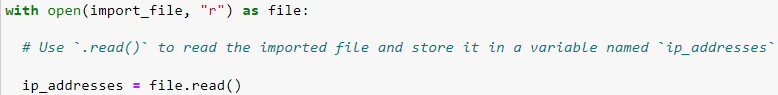 with open(import_file, "r") as file:
# Use `.read()` to read the imported file and store it in a variable named `ip_addresses`
ip_addresses = file.read()